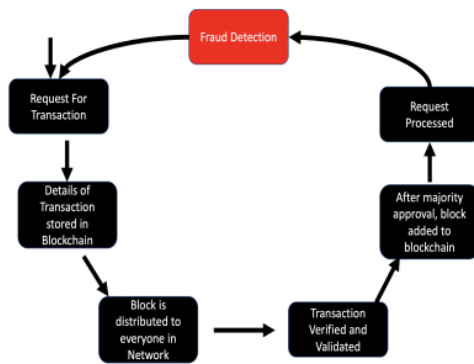 Fraud Detection
Request For
Transaction
Details of
Transaction
stored in
Blockchain
Block is
distributed to
everyone in
Network
Transaction
Verified and
Validated
After majority
approval, block
added to
blockchain
Request
Processed